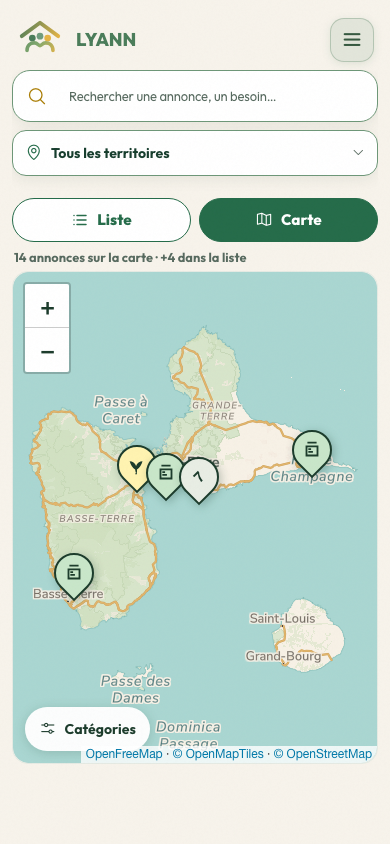 LYANN
Rechercher une annonce, un besoin...
Tous les territoires
Liste
Carte
14 annonces sur la carte · +4 dans la liste
+
−
Passe à
Caret
GRANDE-
TERRE
Champagne
BASSE-TERRE
Saint-Louis
Grand-Bourg
Passe des
Dames
Catégories
Dominica
Passage
OpenFreeMap · © OpenMapTiles · © OpenStreetMap